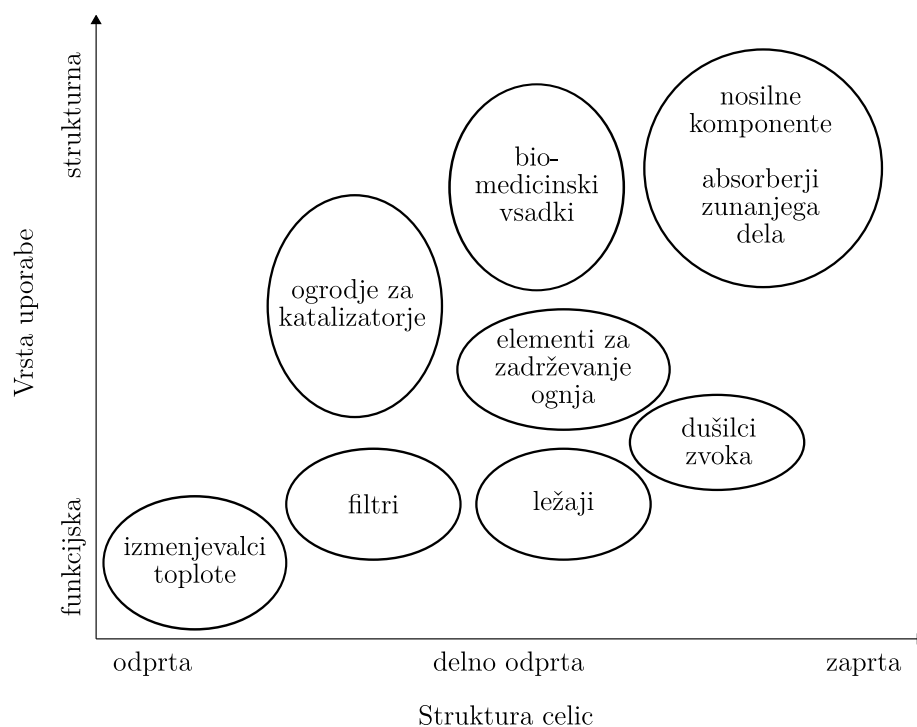 strukturna
Vrsta uporabe
funkcijska
nosilne
komponente
absorberji
zunanjega
dela
bio-
medicinski
vsadki
ogrodje za
katalizatorje
elementi za
zadrževanje
ognja
dušilci
zvoka
filtri
ležaji
izmenjevalci
toplote
odprta
delno odprta
zaprta
Struktura celic